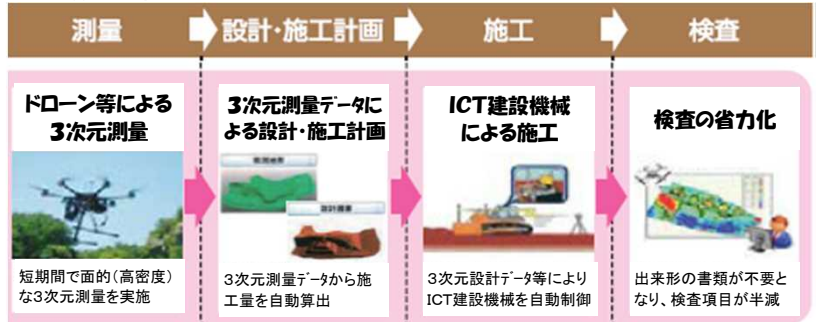 測量
設計・施工計画
施工
検査
ドローン等による
3次元測量
短期間で面的(高密度)
な3次元測量を実施
3次元測量データに
よる設計・施工計画
設計図面
3次元測量データから施
工量を自動算出
ICT建設機械
による施工
3次元設計データ等により
ICT建設機械を自動制御
検査の省力化
出来形の書類が不要と
なり、検査項目が半減